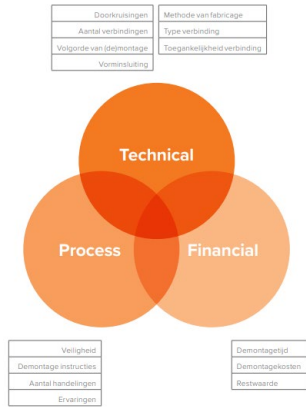 Doorkruisingen
Methode van fabricage
Aantal verbindingen
Type verbinding
Volgorde van (de)montage
Toegankelijkheid verbinding
Vorminsluiting
Technical
Process
Financial
Veiligheid
Demontage instructies
Aantal handelingen
Ervaringen
Demontagetijd
Demontagekosten
Restwaarde